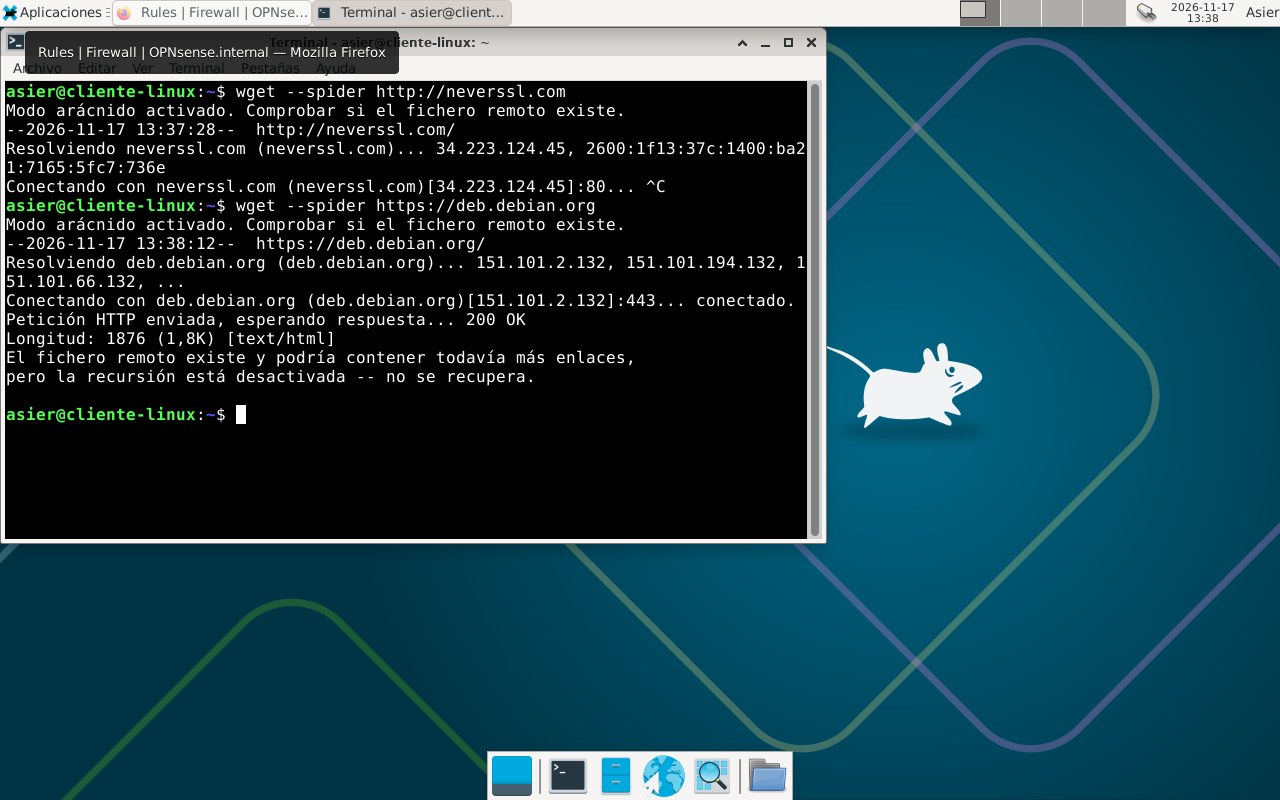 Aplicaciones
Rules | Firewall | OPNse...
Terminal - asier@client...
2026-11-17
13:38
Asier
Terminal - asier@cliente-linux: ~
Rules | Firewall | OPNsense.internal — Mozilla Firefox
Archivo Editar Ver Terminal Pestañas Ayuda
asier@cliente-linux:~$ wget --spider http://neverssl.com
Modo arácnido activado. Comprobar si el fichero remoto existe.
--2026-11-17 13:37:28--  http://neverssl.com/
Resolviendo neverssl.com (neverssl.com)... 34.223.124.45, 2600:1f13:37c:1400:ba2
1:7165:5fc7:736e
Conectando con neverssl.com (neverssl.com)[34.223.124.45]:80... ^C
asier@cliente-linux:~$ wget --spider https://deb.debian.org
Modo arácnido activado. Comprobar si el fichero remoto existe.
--2026-11-17 13:38:12--  https://deb.debian.org/
Resolviendo deb.debian.org (deb.debian.org)... 151.101.2.132, 151.101.194.132, 1
51.101.66.132, ...
Conectando con deb.debian.org (deb.debian.org)[151.101.2.132]:443... conectado.
Petición HTTP enviada, esperando respuesta... 200 OK
Longitud: 1876 (1,8K) [text/html]
El fichero remoto existe y podría contener todavía más enlaces,
pero la recursión está desactivada -- no se recupera.
asier@cliente-linux:~$